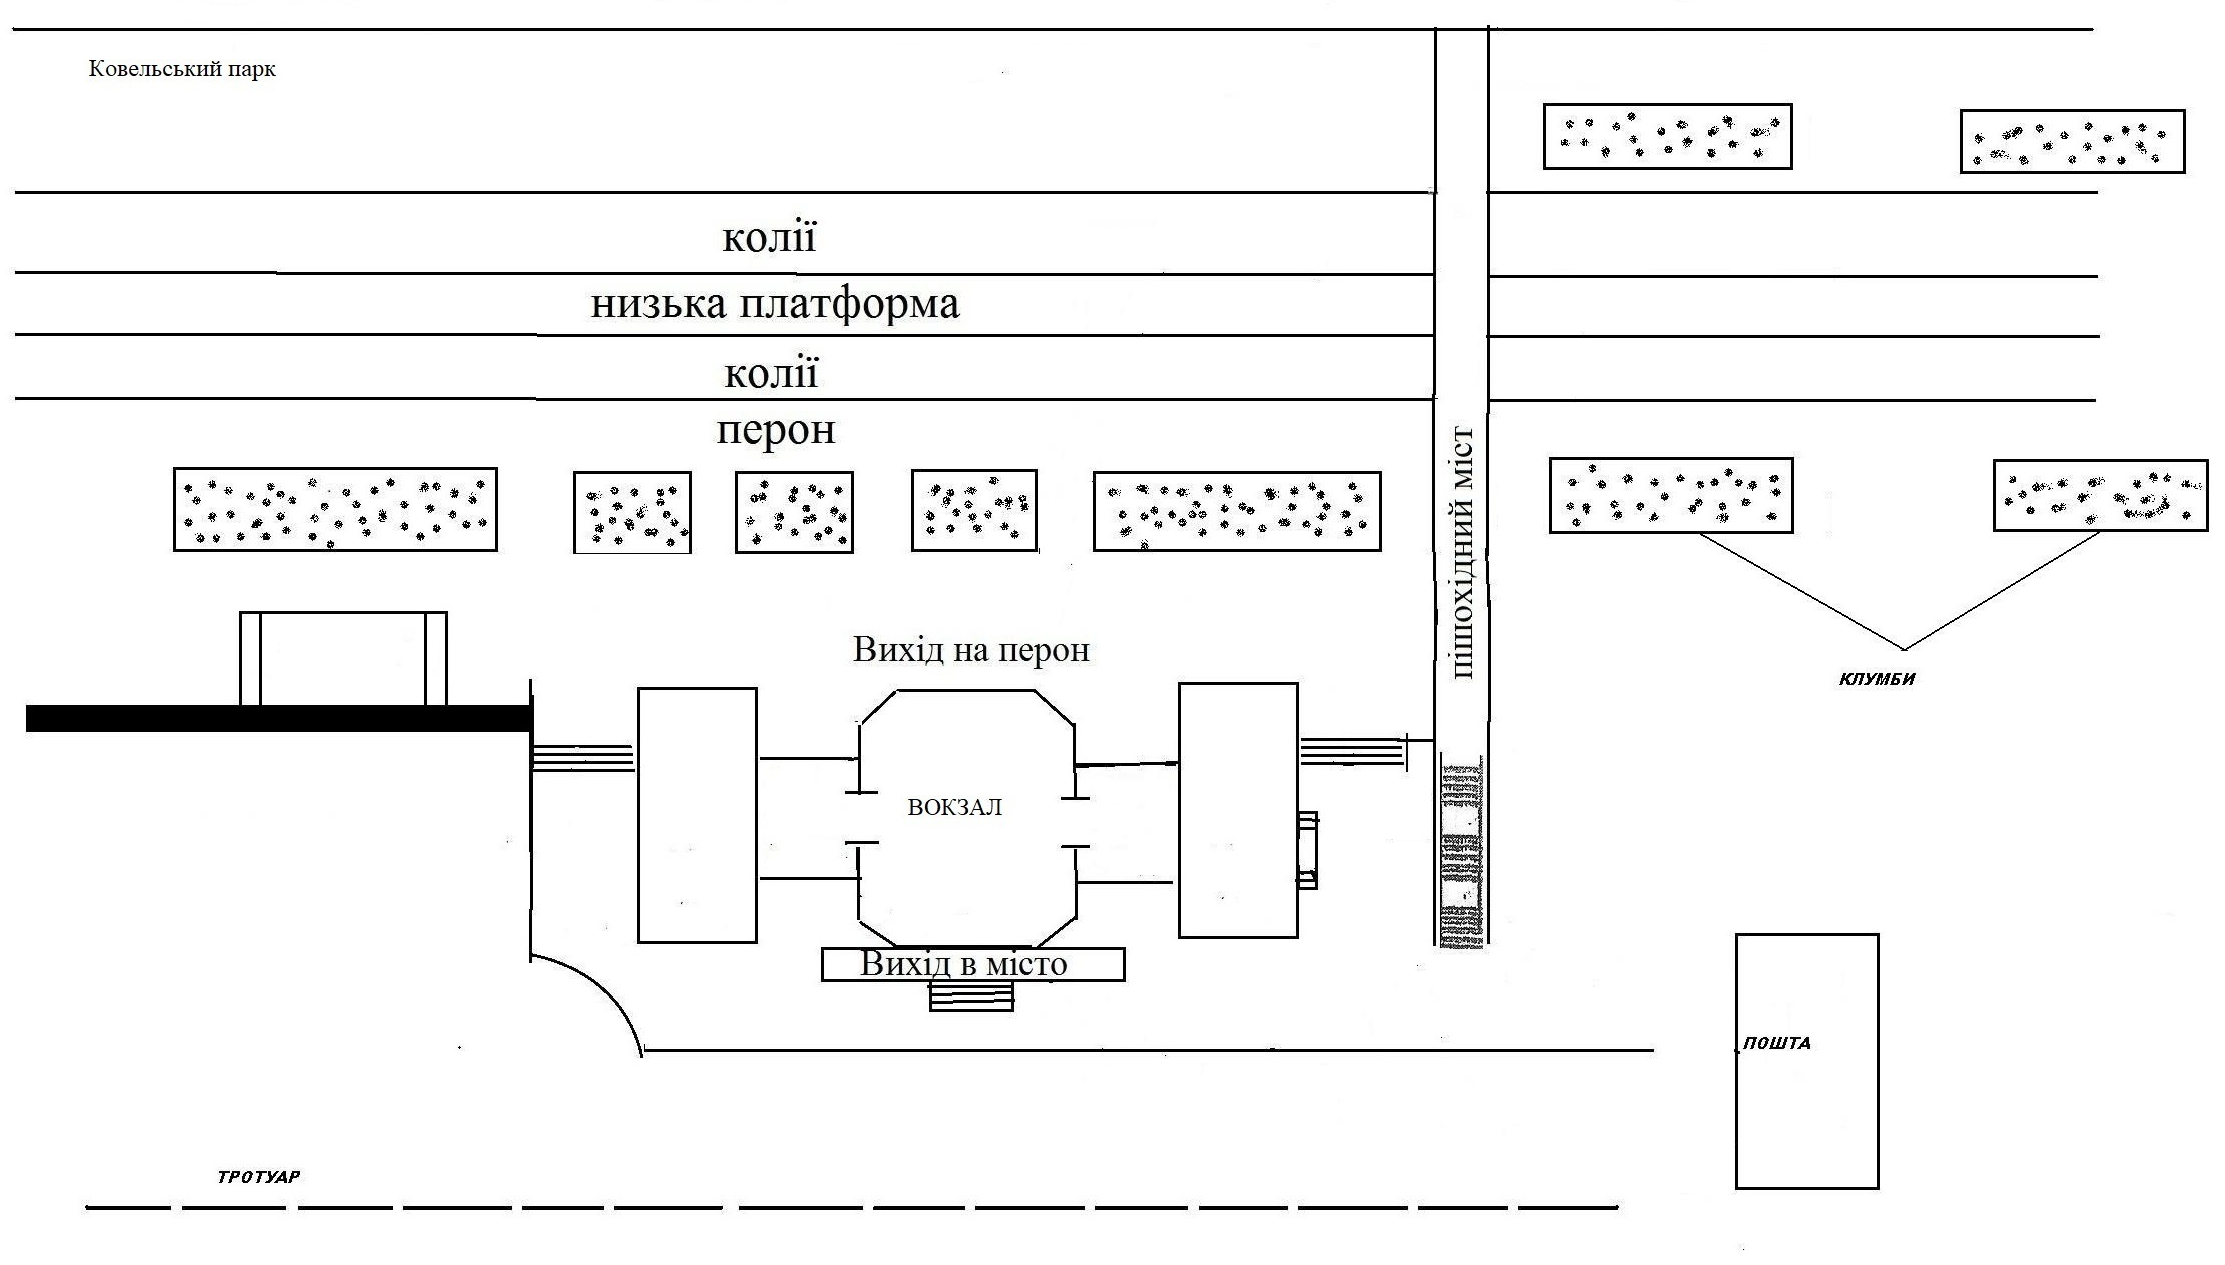 Ковельський парк
колії
низька платформа
колії
перон
пішохідний міст
Вихід на перон
КЛУМБИ
ВОКЗАЛ
Вихід в місто
ПОШТА
ТРОТУАР